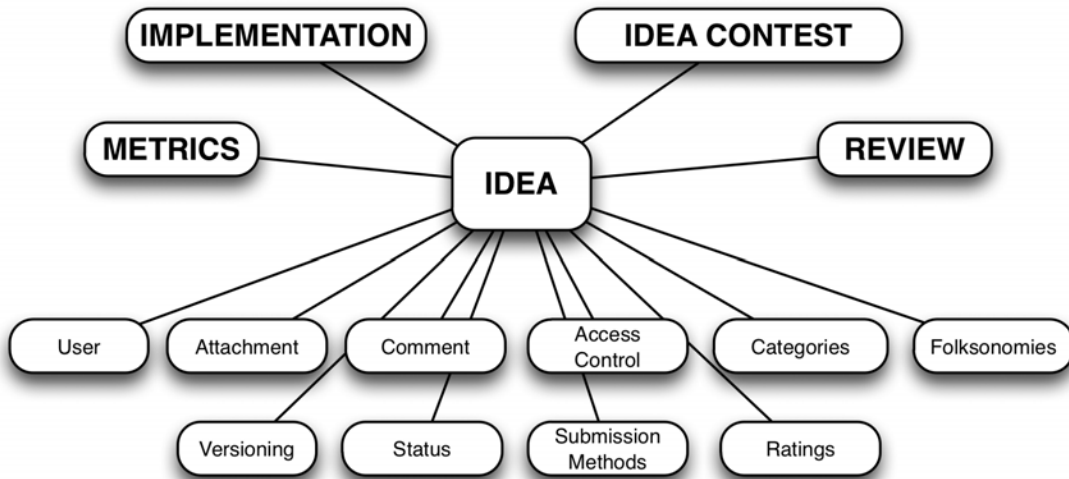 IMPLEMENTATION
IDEA CONTEST
METRICS
REVIEW
IDEA
User
Attachment
Comment
Access
Control
Categories
Folksonomies
Versioning
Status
Submission
Methods
Ratings